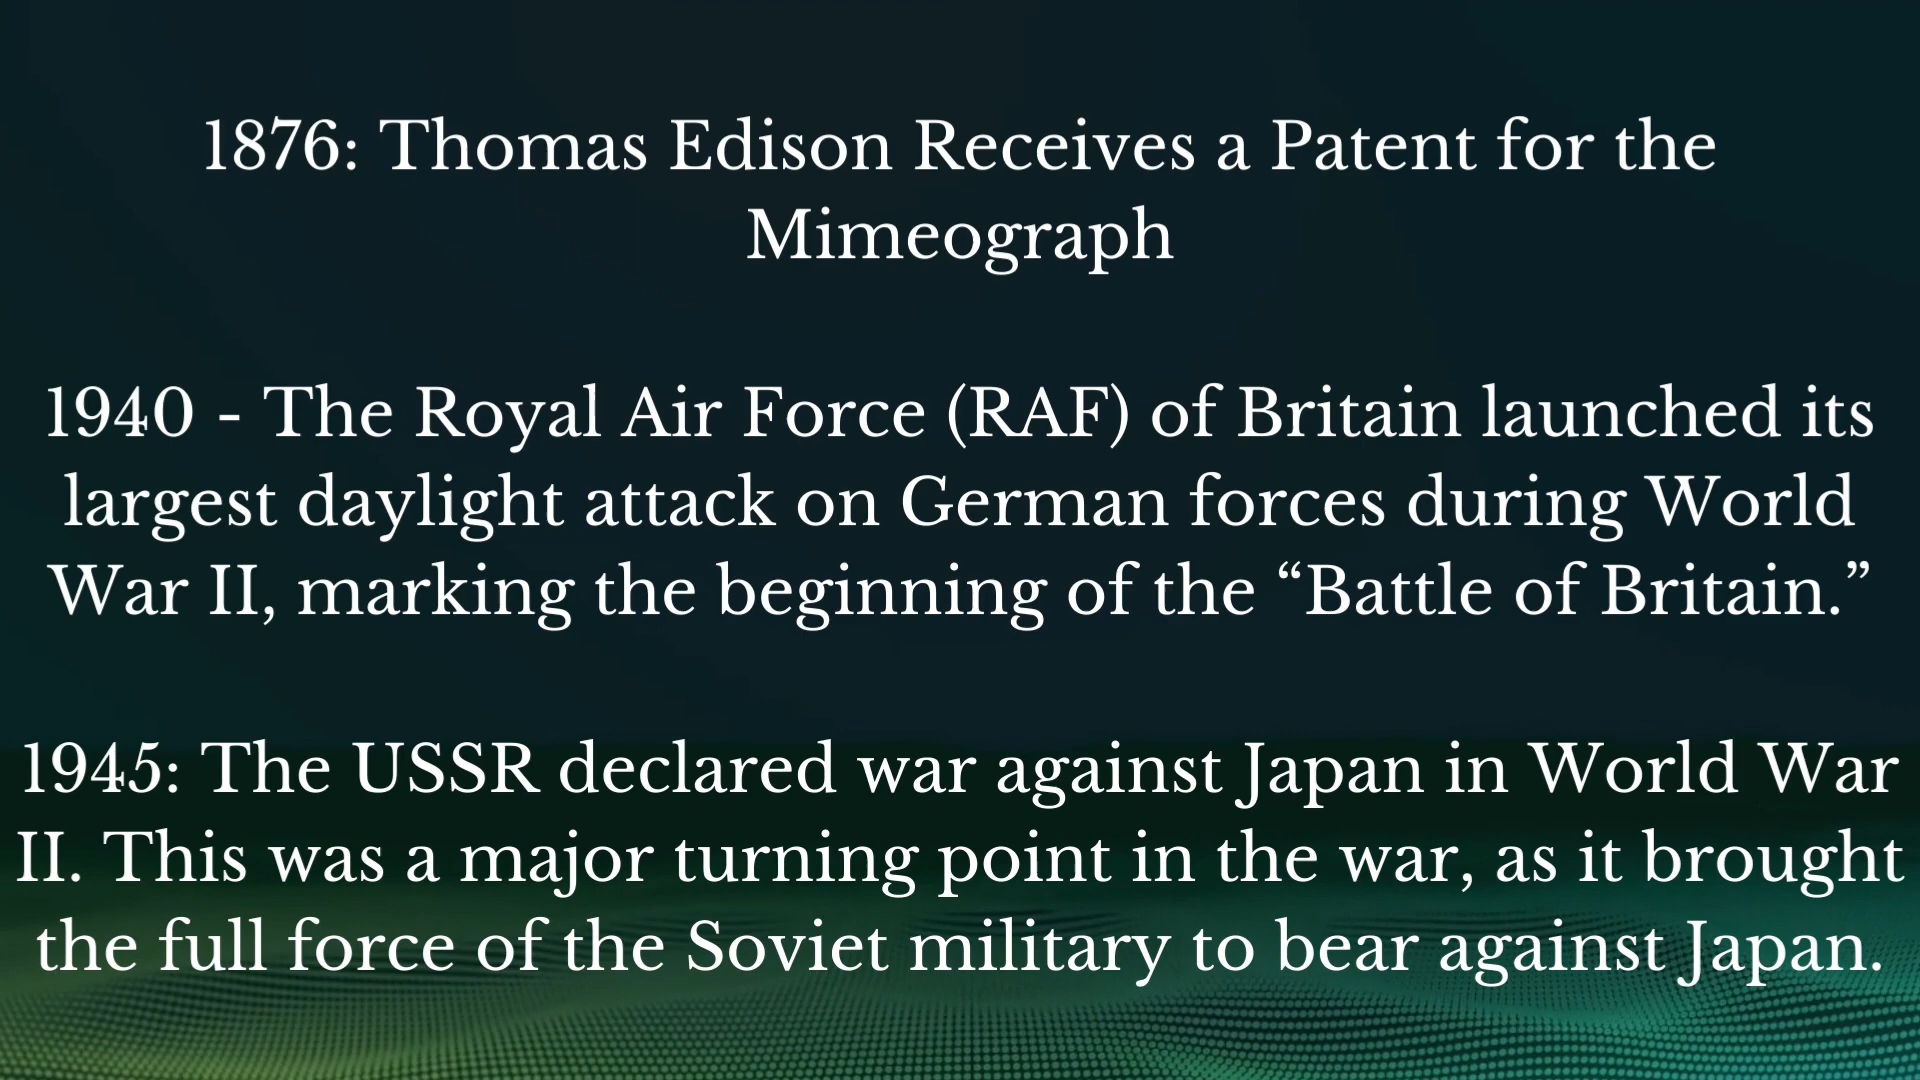 1876: Thomas Edison Receives a Patent for the
Mimeograph
1940 - The Royal Air Force (RAF) of Britain launched its
largest daylight attack on German forces during World
War II, marking the beginning of the “Battle of Britain.”
1945: The USSR declared war against Japan in World War
II. This was a major turning point in the war, as it brought
the full force of the Soviet military to bear against Japan.